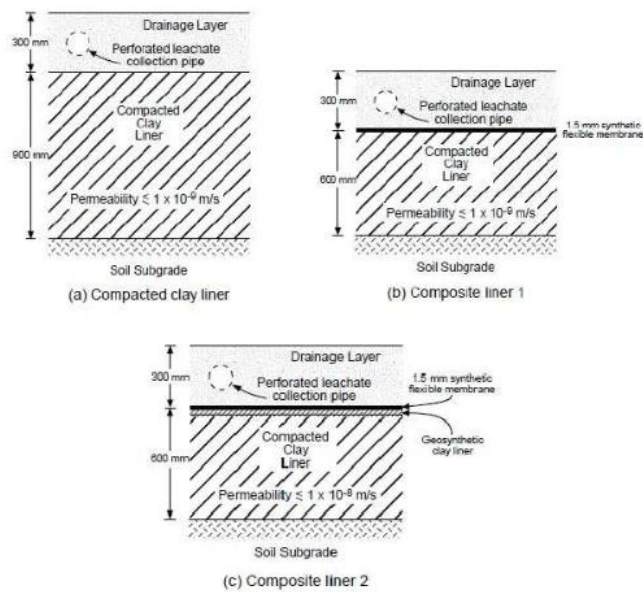 Drainage Layer
300 mm
Perforated leachate
collection pipe
Compacted
Clay
Liner
900 mm
Permeability ≤ 1 x 10⁻⁹ m/s
Soil Subgrade
(a) Compacted clay liner
Drainage Layer
300 mm
Perforated leachate
collection pipe
1.5 mm synthetic
flexible membrane
Compacted
Clay
Liner
600 mm
Permeability ≤ 1 x 10⁻⁹ m/s
Soil Subgrade
(b) Composite liner 1
Drainage Layer
300 mm
Perforated leachate
collection pipe
1.5 mm synthetic
flexible membrane
Geosynthetic
clay liner
Compacted
Clay
Liner
600 mm
Permeability ≤ 1 x 10⁻⁸ m/s
Soil Subgrade
(c) Composite liner 2